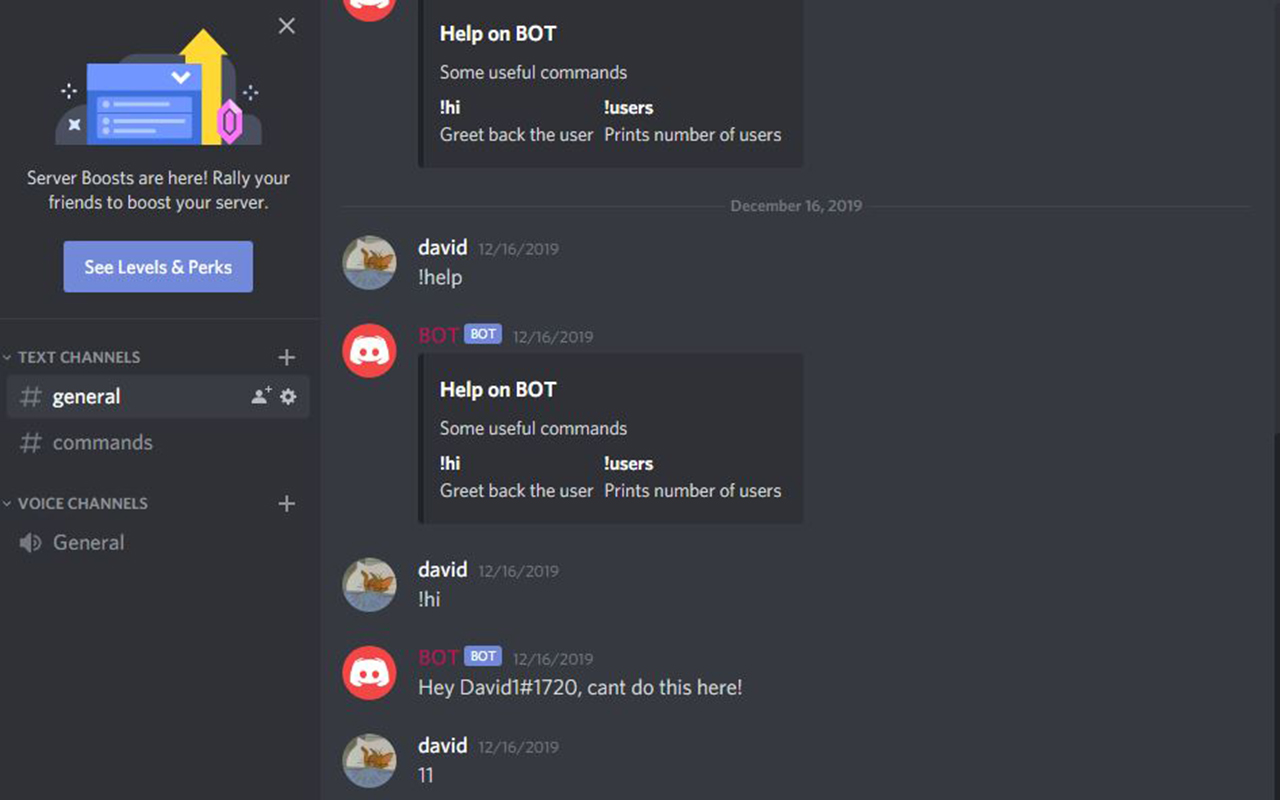 Server Boosts are here! Rally your
friends to boost your server.
See Levels & Perks
TEXT CHANNELS
# general
# commands
VOICE CHANNELS
General
Help on BOT
Some useful commands
!hi !users
Greet back the user Prints number of users
December 16, 2019
david 12/16/2019
!help
BOT BOT 12/16/2019
Help on BOT
Some useful commands
!hi !users
Greet back the user Prints number of users
david 12/16/2019
!hi
BOT BOT 12/16/2019
Hey David1#1720, cant do this here!
david 12/16/2019
11